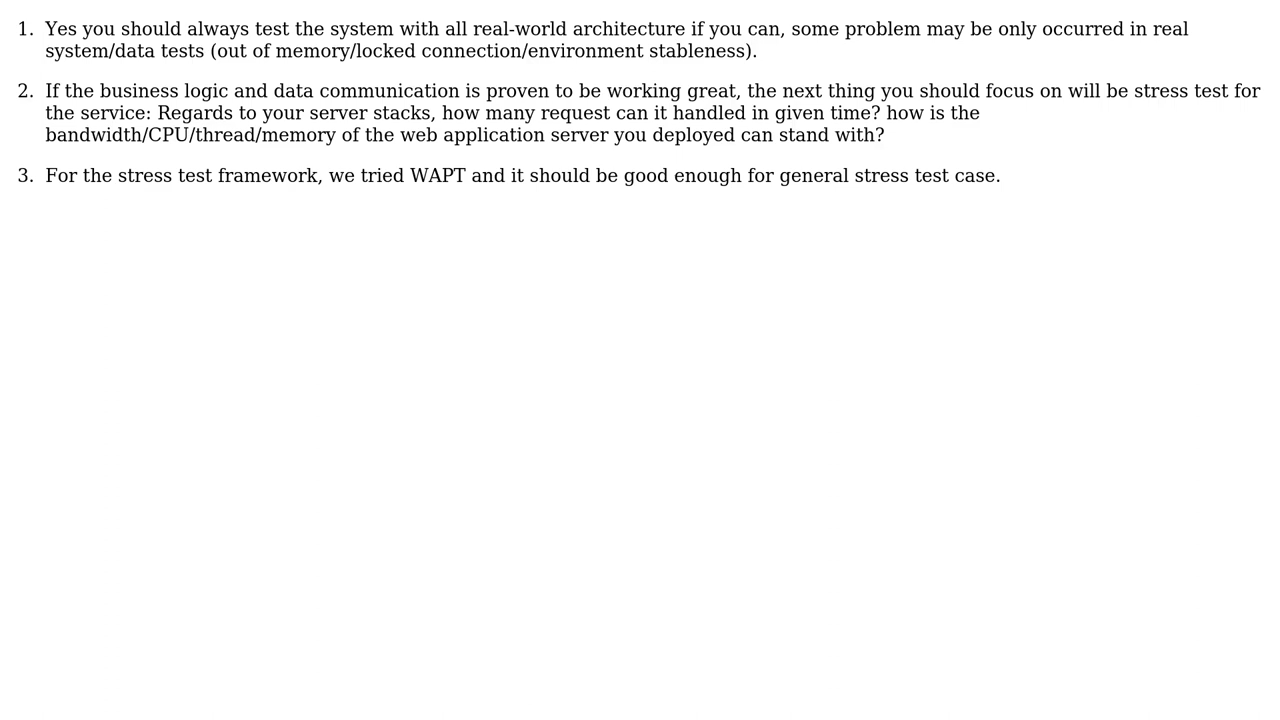 1. Yes you should always test the system with all real-world architecture if you can, some problem may be only occurred in real
system/data tests (out of memory/locked connection/environment stableness).
2. If the business logic and data communication is proven to be working great, the next thing you should focus on will be stress test for
the service: Regards to your server stacks, how many request can it handled in given time? how is the
bandwidth/CPU/thread/memory of the web application server you deployed can stand with?
3. For the stress test framework, we tried WAPT and it should be good enough for general stress test case.